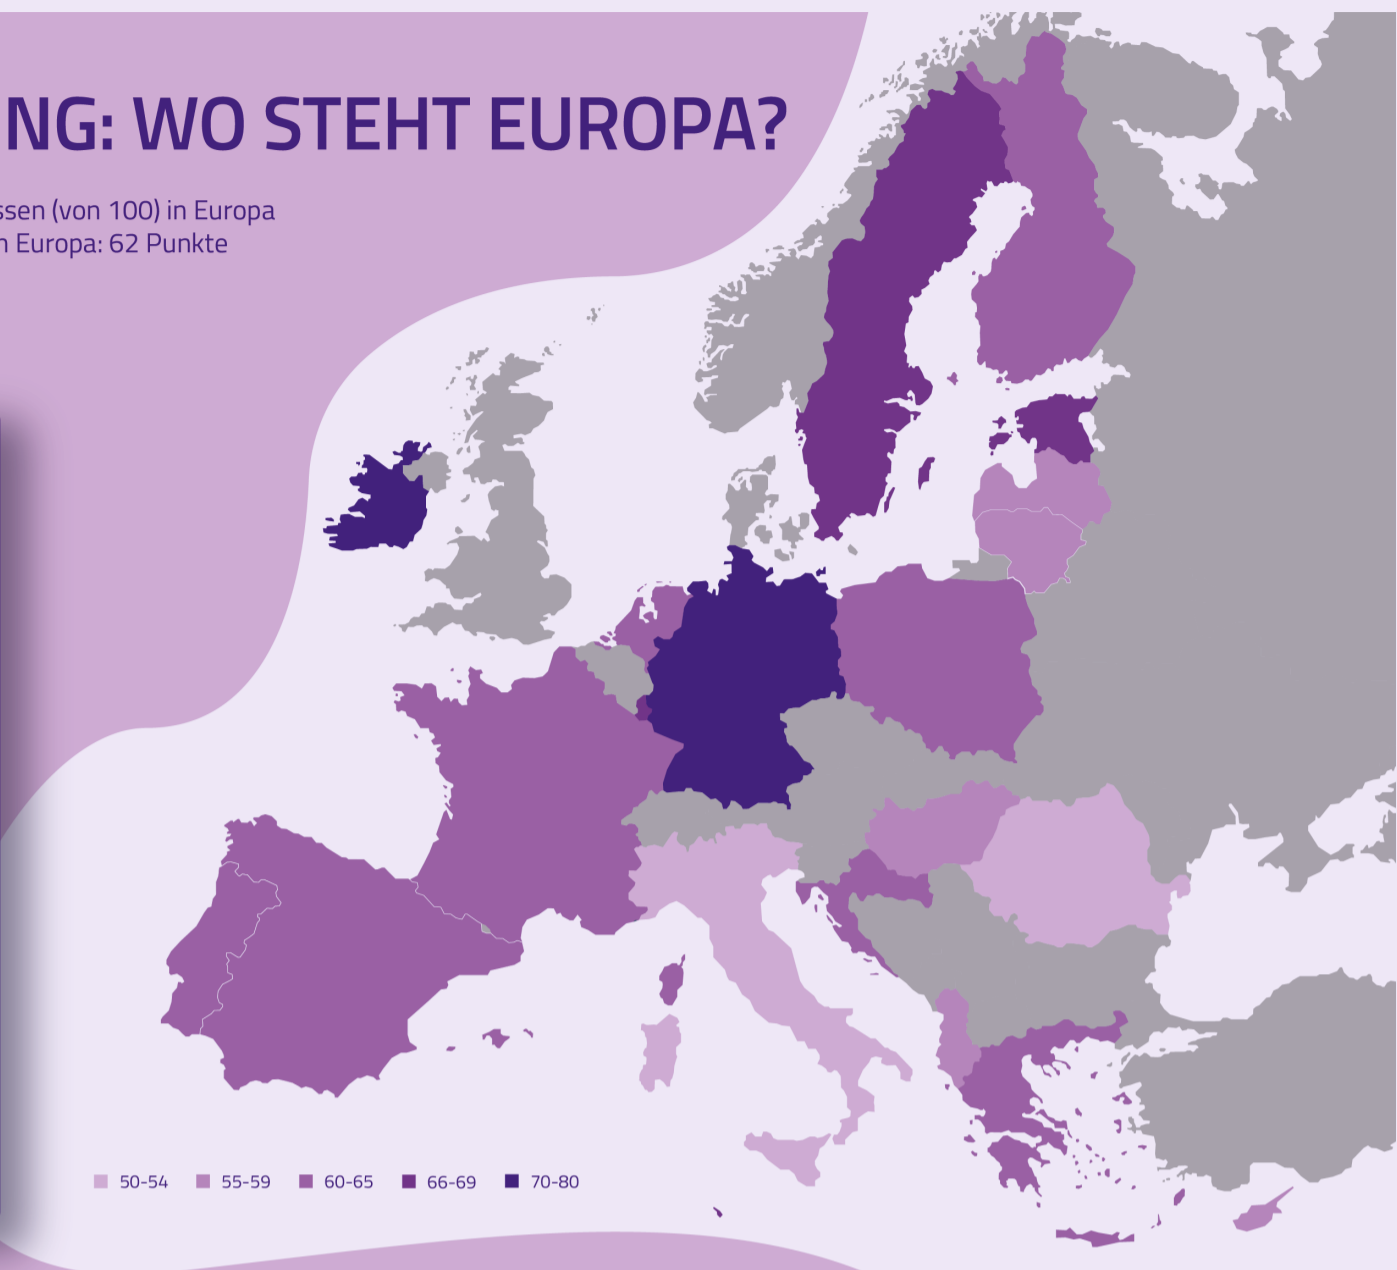 NG: WO STEHT EUROPA?
ssen (von 100) in Europa
n Europa: 62 Punkte
50-54 55-59 60-65 66-69 70-80